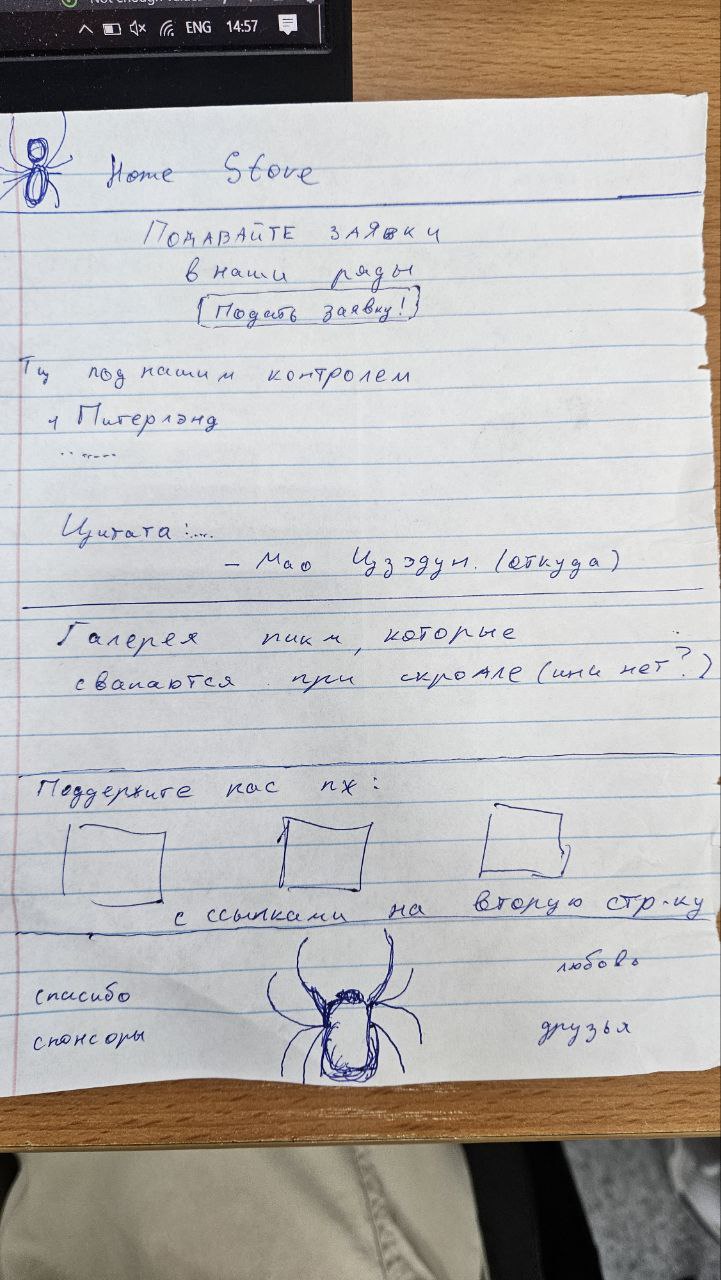 ENG 14:57
Home Store
Подавайте заявки
в наши ряды
Подать заявку!
Тц под нашим контролем
Питерлэнд
.. ......
Цитата:....
- Мао Цзэдун. (откуда)
Галерея пикч, которые
свапаются при скролле (или нет?)
Поддержите нас пж:
с ссылками на вторую стр-ку
любовь
спасибо
спонсоры друзья